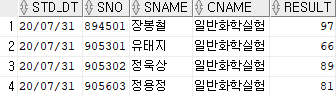 STD_DT SNO SNAME CNAME RESULT
1 20/07/31 894501 장봉철 일반화학실험 97
2 20/07/31 905301 유태지 일반화학실험 66
3 20/07/31 905302 정욱상 일반화학실험 89
4 20/07/31 905603 정용정 일반화학실험 81